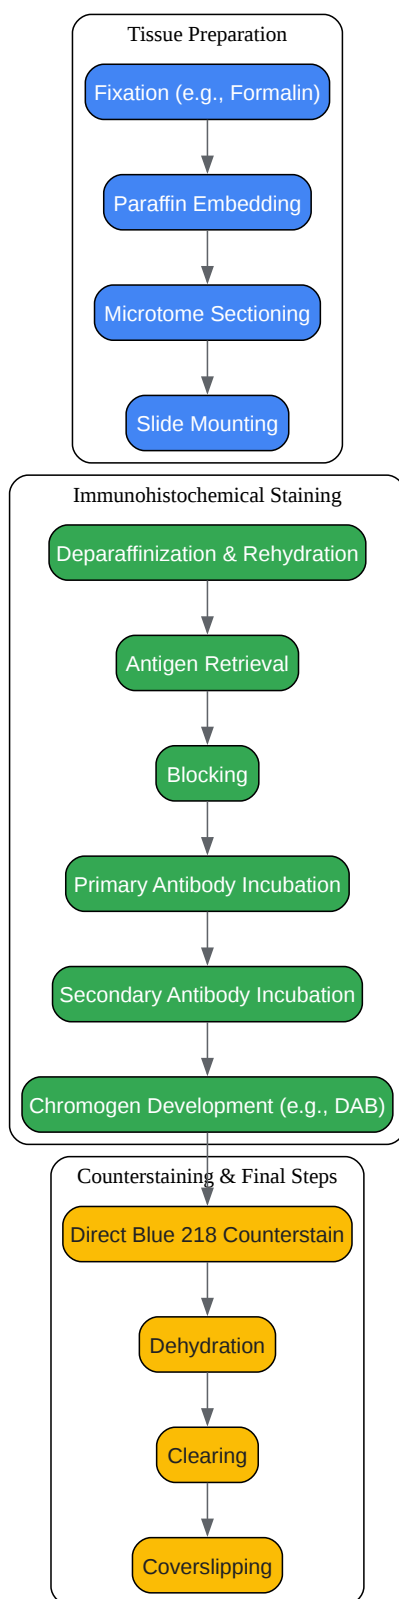 Tissue Preparation
Fixation (e.g., Formalin)
Paraffin Embedding
Microtome Sectioning
Slide Mounting
Immunohistochemical Staining
Deparaffinization & Rehydration
Antigen Retrieval
Blocking
Primary Antibody Incubation
Secondary Antibody Incubation
Chromogen Development (e.g., DAB)
Counterstaining & Final Steps
Direct Blue 218 Counterstain
Dehydration
Clearing
Coverslipping